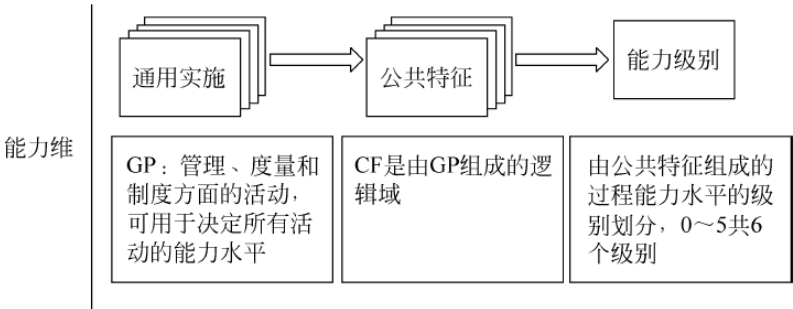 通用实施
公共特征
能力级别
能力维
GP：管理、度量和
制度方面的活动，
可用于决定所有活
动的能力水平
CF是由GP组成的逻
辑域
由公共特征组成的
过程能力水平的级
别划分，0～5共6
个级别